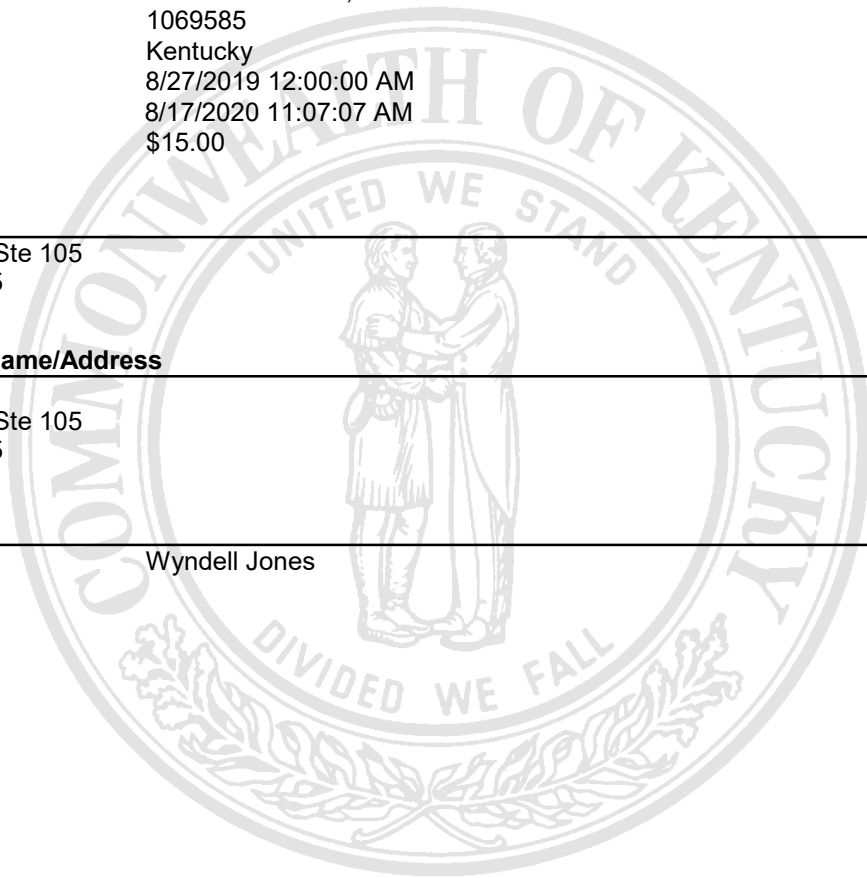 1069585
Kentucky
8/27/2019 12:00:00 AM
8/17/2020 11:07:07 AM
$15.00
Ste 105
ame/Address
Ste 105
Wyndell Jones
COMMONWEALTH OF KENTUCKY
UNITED WE STAND
DIVIDED WE FALL